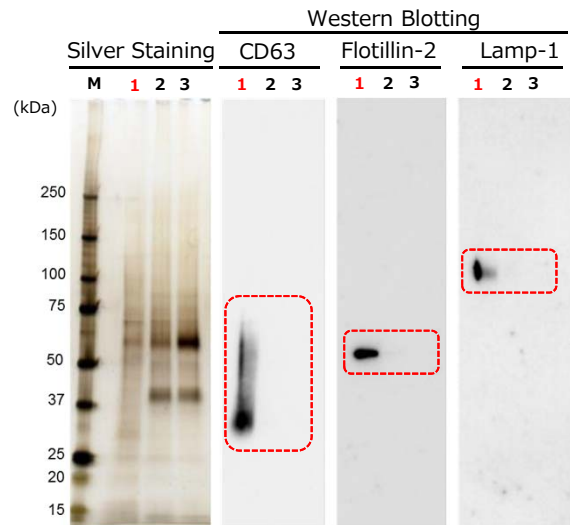 Western Blotting
Silver Staining CD63 Flotillin-2 Lamp-1
M 1 2 3 1 2 3 1 2 3 1 2 3
(kDa)
250
150
100
75
50
37
25
20
15